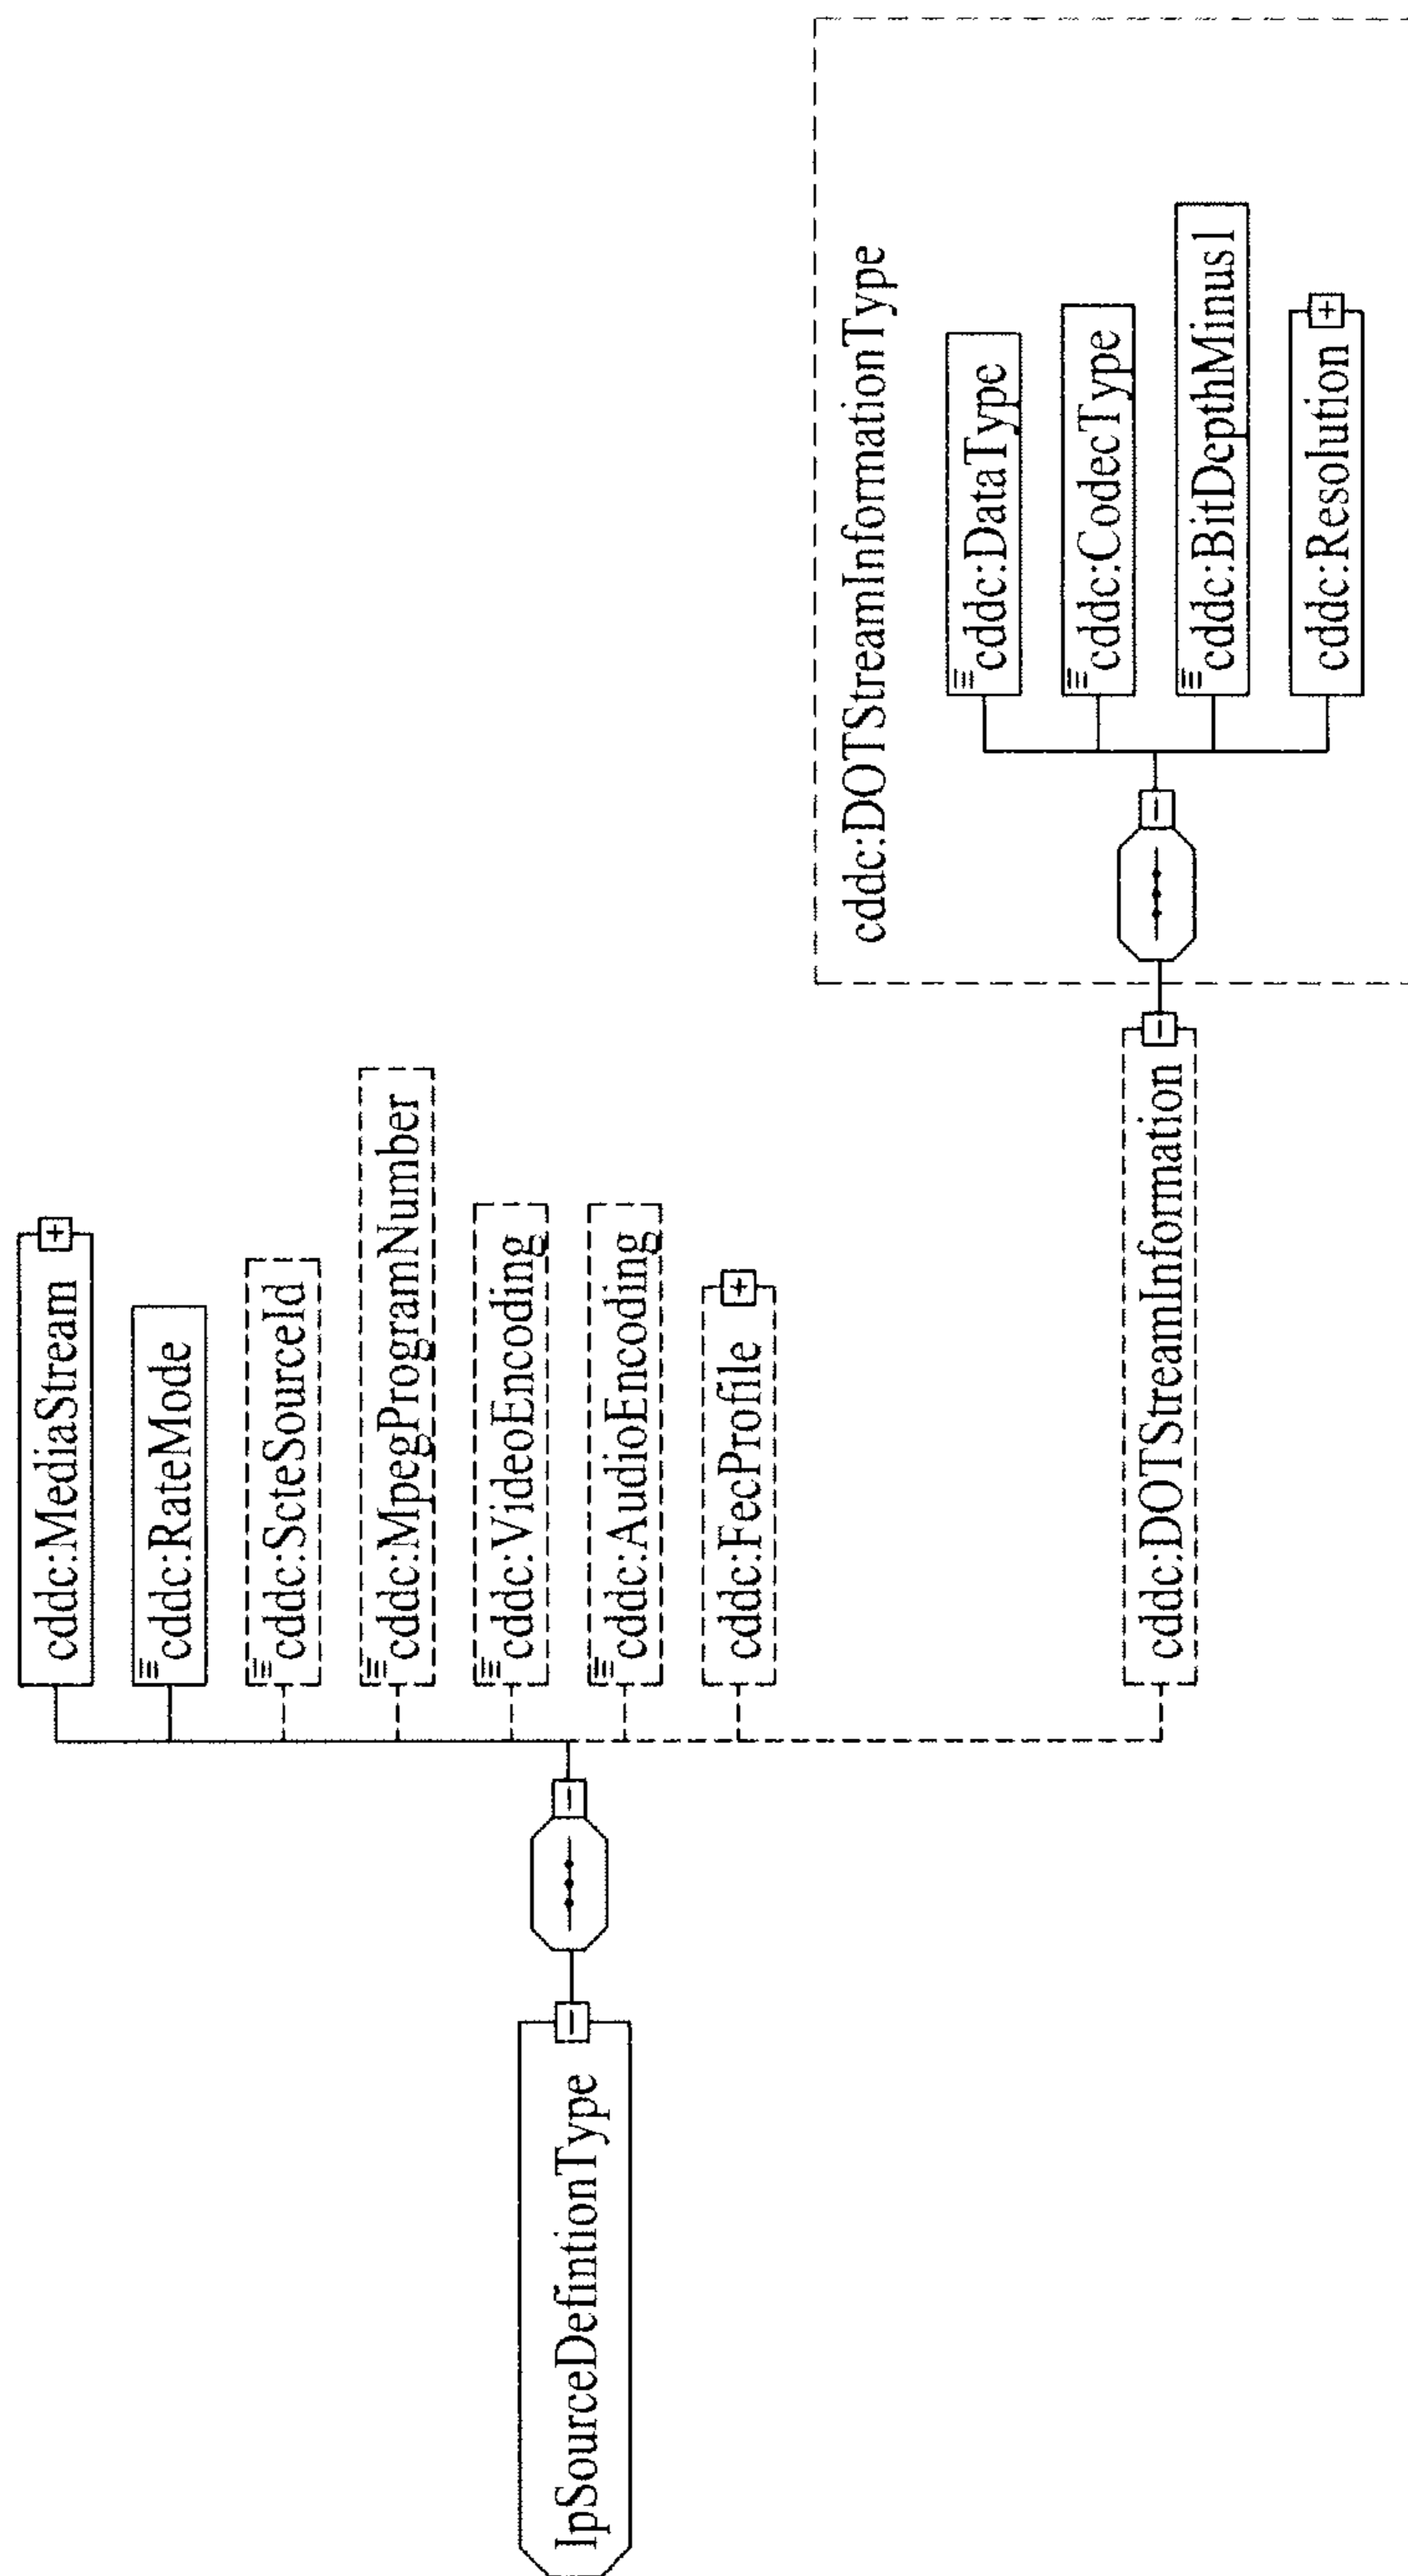 IpSourceDefintionType
cddc:MediaStream
cddc:RateMode
cddc:ScteSourceId
cddc:MpegProgramNumber
cddc:VideoEncoding
cddc:AudioEncoding
cddc:FecProfile
cddc:DOTStreamInformation
cddc:DOTStreamInformationType
cddc:DataType
cddc:CodecType
cddc:BitDepthMinus1
cddc:Resolution